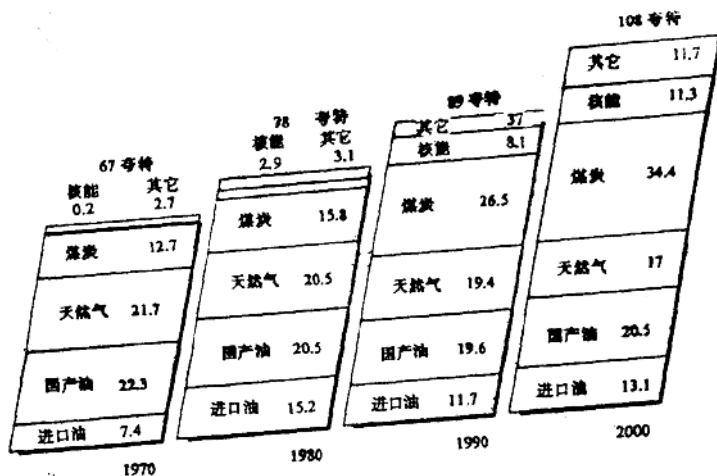 67 夸特
核能 其它
0.2 2.7
煤炭 12.7
天然气 21.7
国产油 22.3
进口油 7.4
1970
78 夸特
核能 其它
2.9 3.1
煤炭 15.8
天然气 20.5
国产油 20.5
进口油 15.2
1980
89 夸特
其它 37
核能 8.1
煤炭 26.5
天然气 19.4
国产油 19.6
进口油 11.7
1990
108 夸特
其它 11.7
核能 11.3
煤炭 34.4
天然气 17
国产油 20.5
进口油 13.1
2000